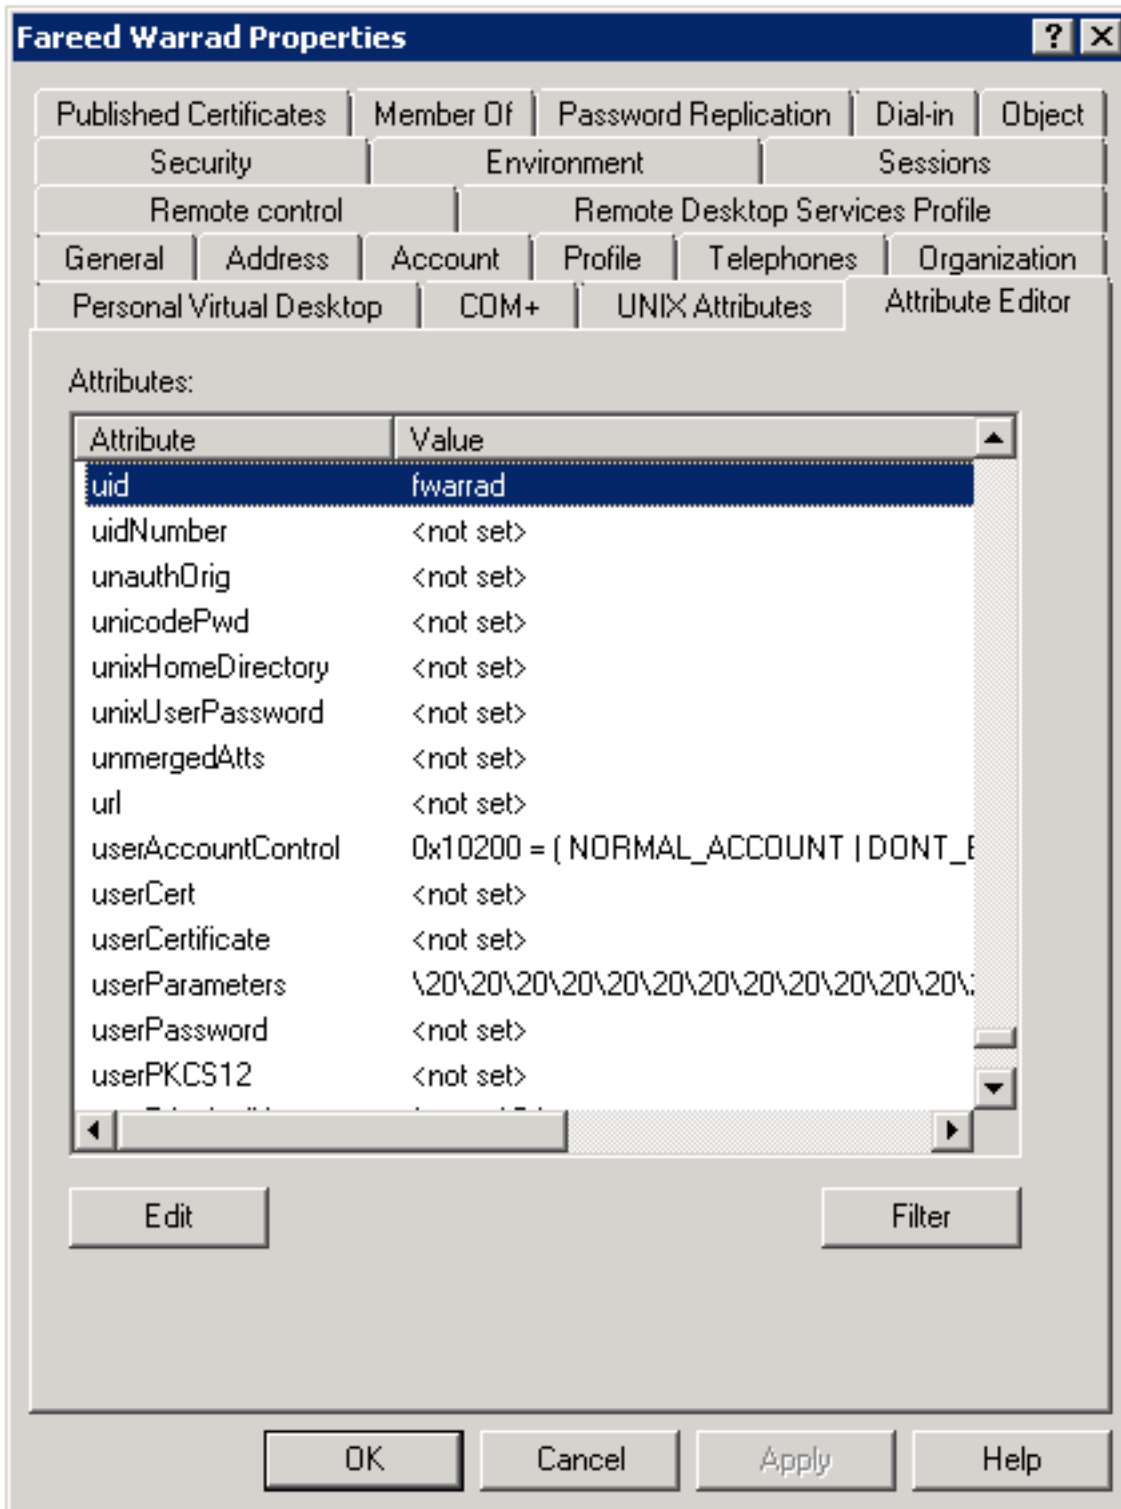 Fareed Warrad Properties
Published Certificates Member Of Password Replication Dial-in Object
Security Environment Sessions
Remote control Remote Desktop Services Profile
General Address Account Profile Telephones Organization
Personal Virtual Desktop COM+ UNIX Attributes Attribute Editor
Attributes:
Attribute Value
uid fwarrad
uidNumber <not set>
unauthOrig <not set>
unicodePwd <not set>
unixHomeDirectory <not set>
unixUserPassword <not set>
unmergedAtts <not set>
url <not set>
userAccountControl 0x10200 = ( NORMAL_ACCOUNT | DONT_E
userCert <not set>
userCertificate <not set>
userParameters \20\20\20\20\20\20\20\20\20\20\20\20\
userPassword <not set>
userPKCS12 <not set>
Edit Filter
OK Cancel Apply Help